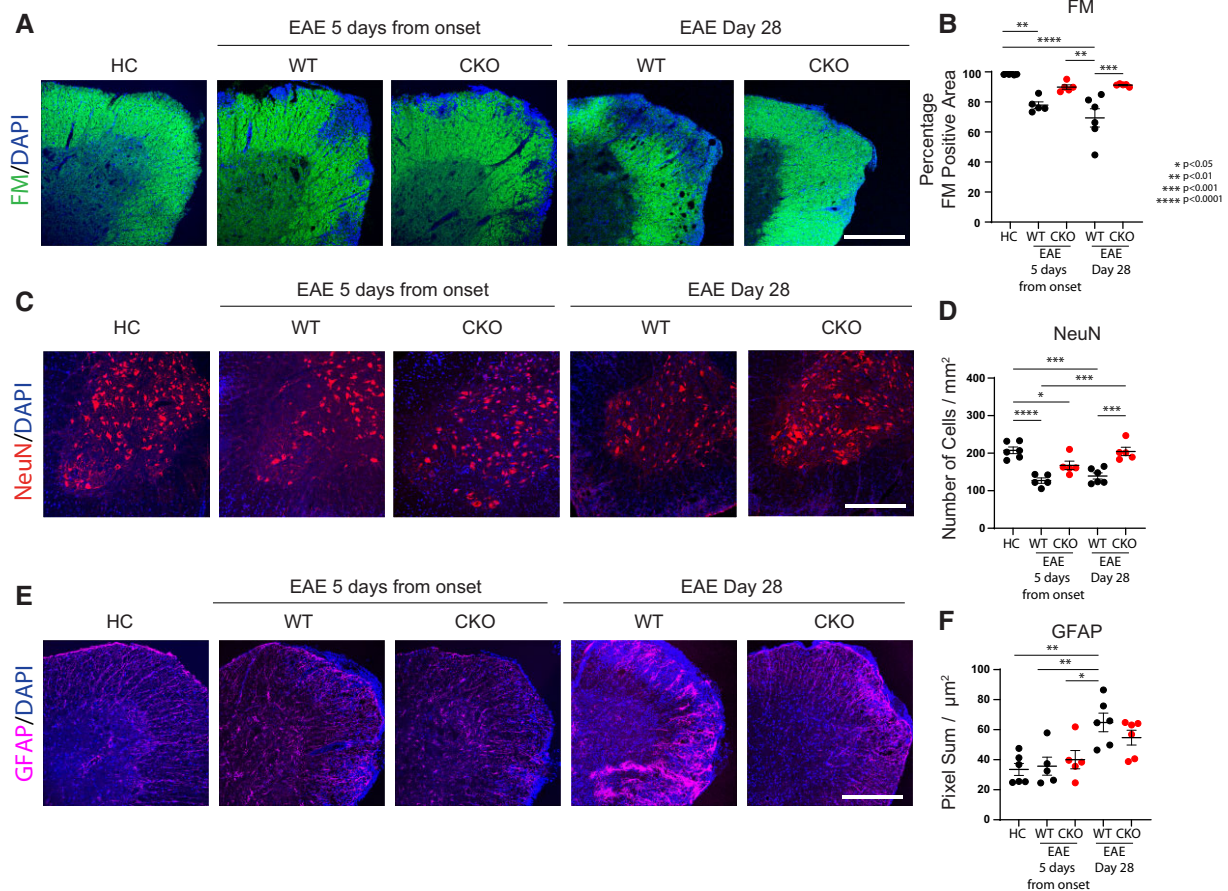 A
EAE 5 days from onset
EAE Day 28
HC
WT
CKO
WT
CKO
FM/DAPI
B
FM
**
****
**
***
Percentage
FM Positive Area
100
80
60
40
20
0
HC
WT CKO
WT CKO
EAE
EAE
5 days
Day 28
from onset
* p<0.05
** p<0.01
*** p<0.001
**** p<0.0001
C
EAE 5 days from onset
EAE Day 28
HC
WT
CKO
WT
CKO
NeuN/DAPI
D
NeuN
***
***
*
****
***
Number of Cells / mm²
400
300
200
100
0
HC
WT CKO
WT CKO
EAE
EAE
5 days
Day 28
from onset
E
EAE 5 days from onset
EAE Day 28
HC
WT
CKO
WT
CKO
GFAP/DAPI
F
GFAP
**
**
*
Pixel Sum / μm²
100
80
60
40
20
0
HC
WT CKO
WT CKO
EAE
EAE
5 days
Day 28
from onset